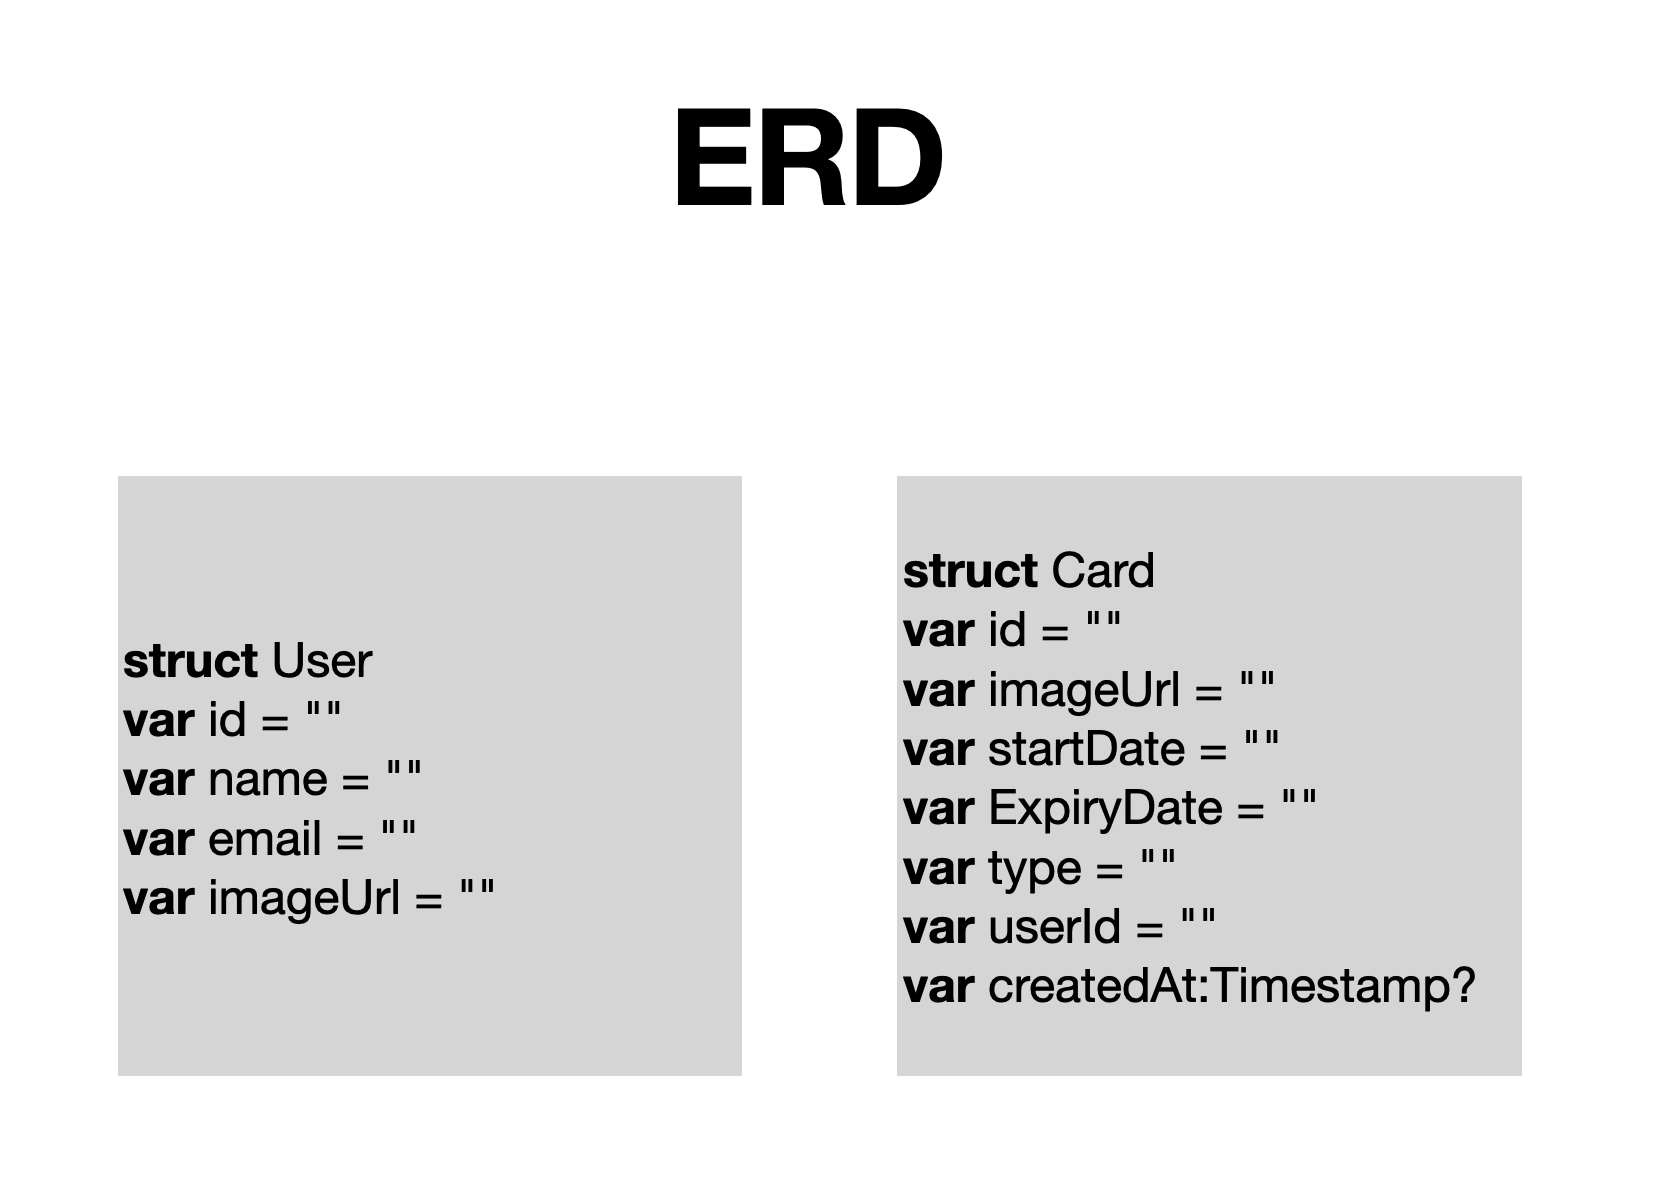 ERD
struct User
var id = ""
var name = ""
var email = ""
var imageUrl = ""
struct Card
var id = ""
var imageUrl = ""
var startDate = ""
var ExpiryDate = ""
var type = ""
var userId = ""
var createdAt:Timestamp?